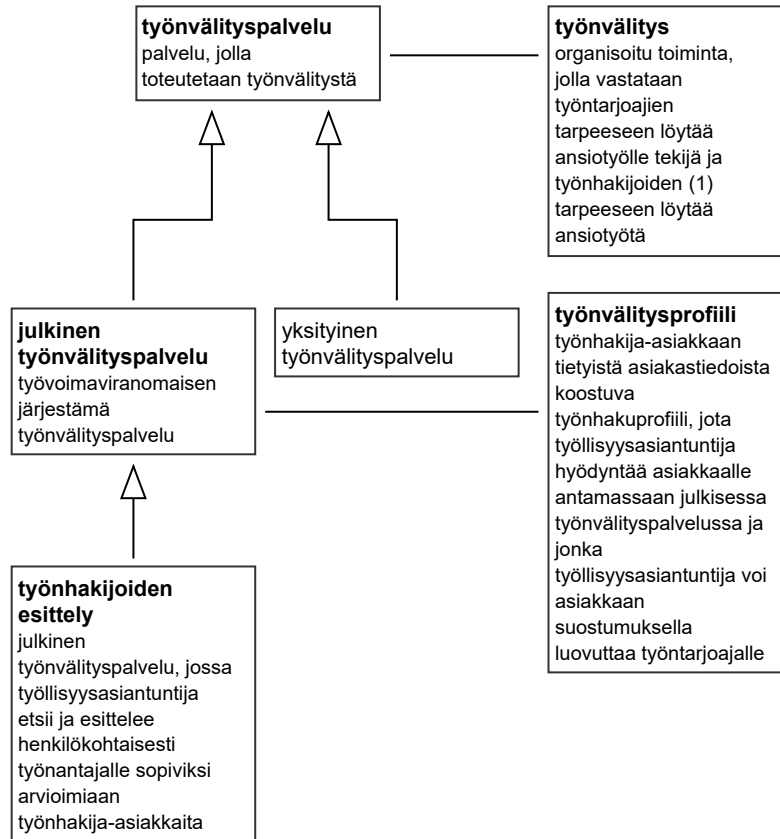 työnvälityspalvelu
palvelu, jolla
toteutetaan työnvälitystä
työnvälitys
organisoitu toiminta,
jolla vastataan
työntarjoajien
tarpeeseen löytää
ansiotyölle tekijä ja
työnhakijoiden (1)
tarpeeseen löytää
ansiotyötä
julkinen
työnvälityspalvelu
työvoimaviranomaisen
järjestämä
työnvälityspalvelu
yksityinen
työnvälityspalvelu
työnvälitysprofiili
työnhakija-asiakkaan
tietyistä asiakastiedoista
koostuva
työnhakuprofiili, jota
työllisyysasiantuntija
hyödyntää asiakkaalle
antamassaan julkisessa
työnvälityspalvelussa ja
jonka
työllisyysasiantuntija voi
asiakkaan
suostumuksella
luovuttaa työntarjoajalle
työnhakijoiden
esittely
julkinen
työnvälityspalvelu, jossa
työllisyysasiantuntija
etsii ja esittelee
henkilökohtaisesti
työnantajalle sopiviksi
arvioimiaan
työnhakija-asiakkaita